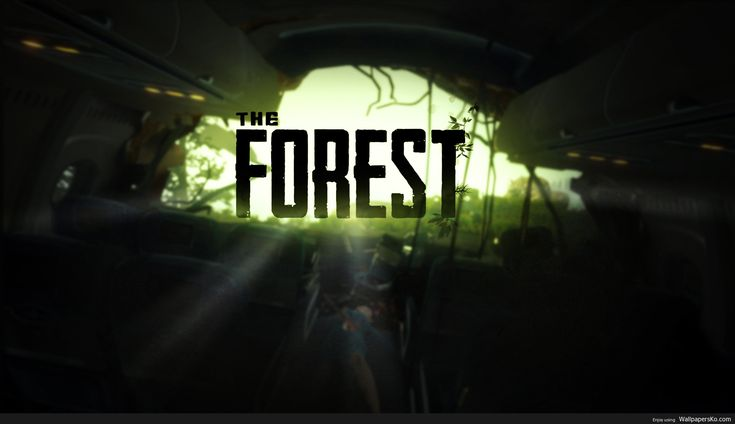 THE
FOREST
Enjoy using WallpapersKo.com